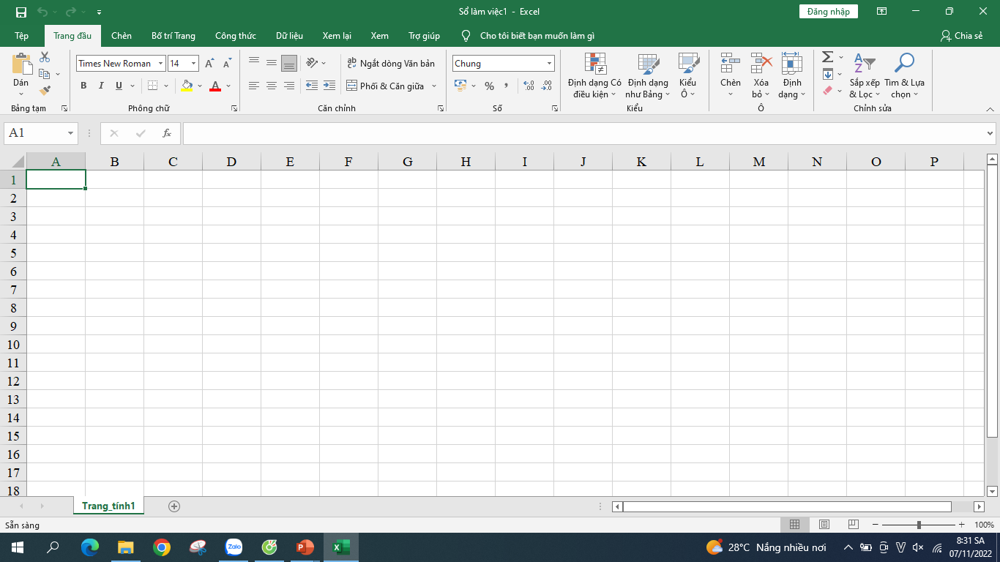 Sổ làm việc1 - Excel
Đăng nhập
Tệp Trang đầu Chèn Bố trí Trang Công thức Dữ liệu Xem lại Xem Trợ giúp Cho tôi biết bạn muốn làm gì Chia sẻ
Dán
Bảng tạm
Times New Roman 14
B I U
Phông chữ
Ngắt dòng Văn bản
Phối & Căn giữa
Căn chỉnh
Chung
%
Số
Định dạng Có
điều kiện
Định dạng
như Bảng
Kiểu
Ô
Kiểu
Chèn
Xóa
bỏ
Định
dạng
Ô
Sắp xếp
& Lọc
Tìm & Lựa
chọn
Chỉnh sửa
A1 fx
A B C D E F G H I J K L M N O P
1
2
3
4
5
6
7
8
9
10
11
12
13
14
15
16
17
18
Trang_tính1
Sẵn sàng
100%
Zalo
28°C Nắng nhiều nơi
8:31 SA
07/11/2022